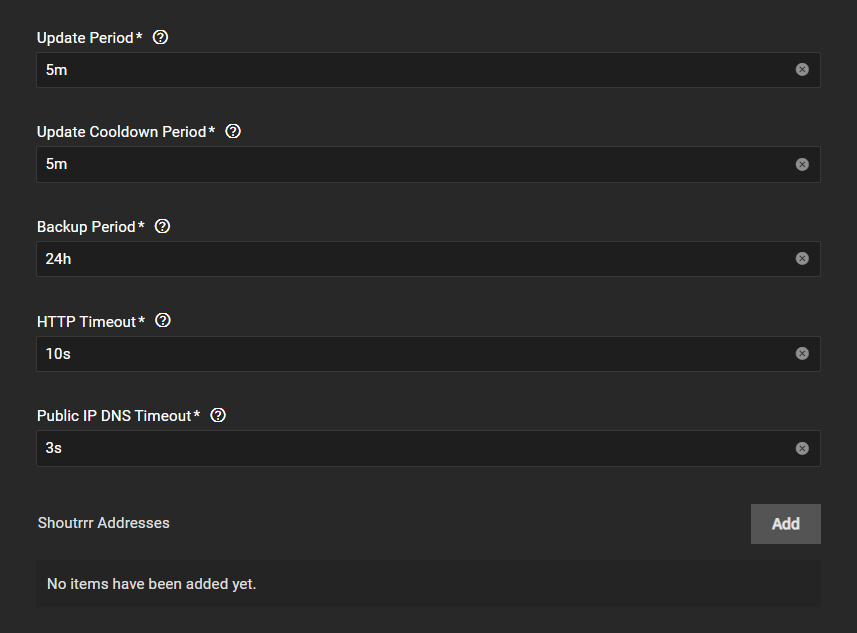 Update Period*
5m
Update Cooldown Period*
5m
Backup Period*
24h
HTTP Timeout*
10s
Public IP DNS Timeout*
3s
Shoutrrr Addresses
Add
No items have been added yet.